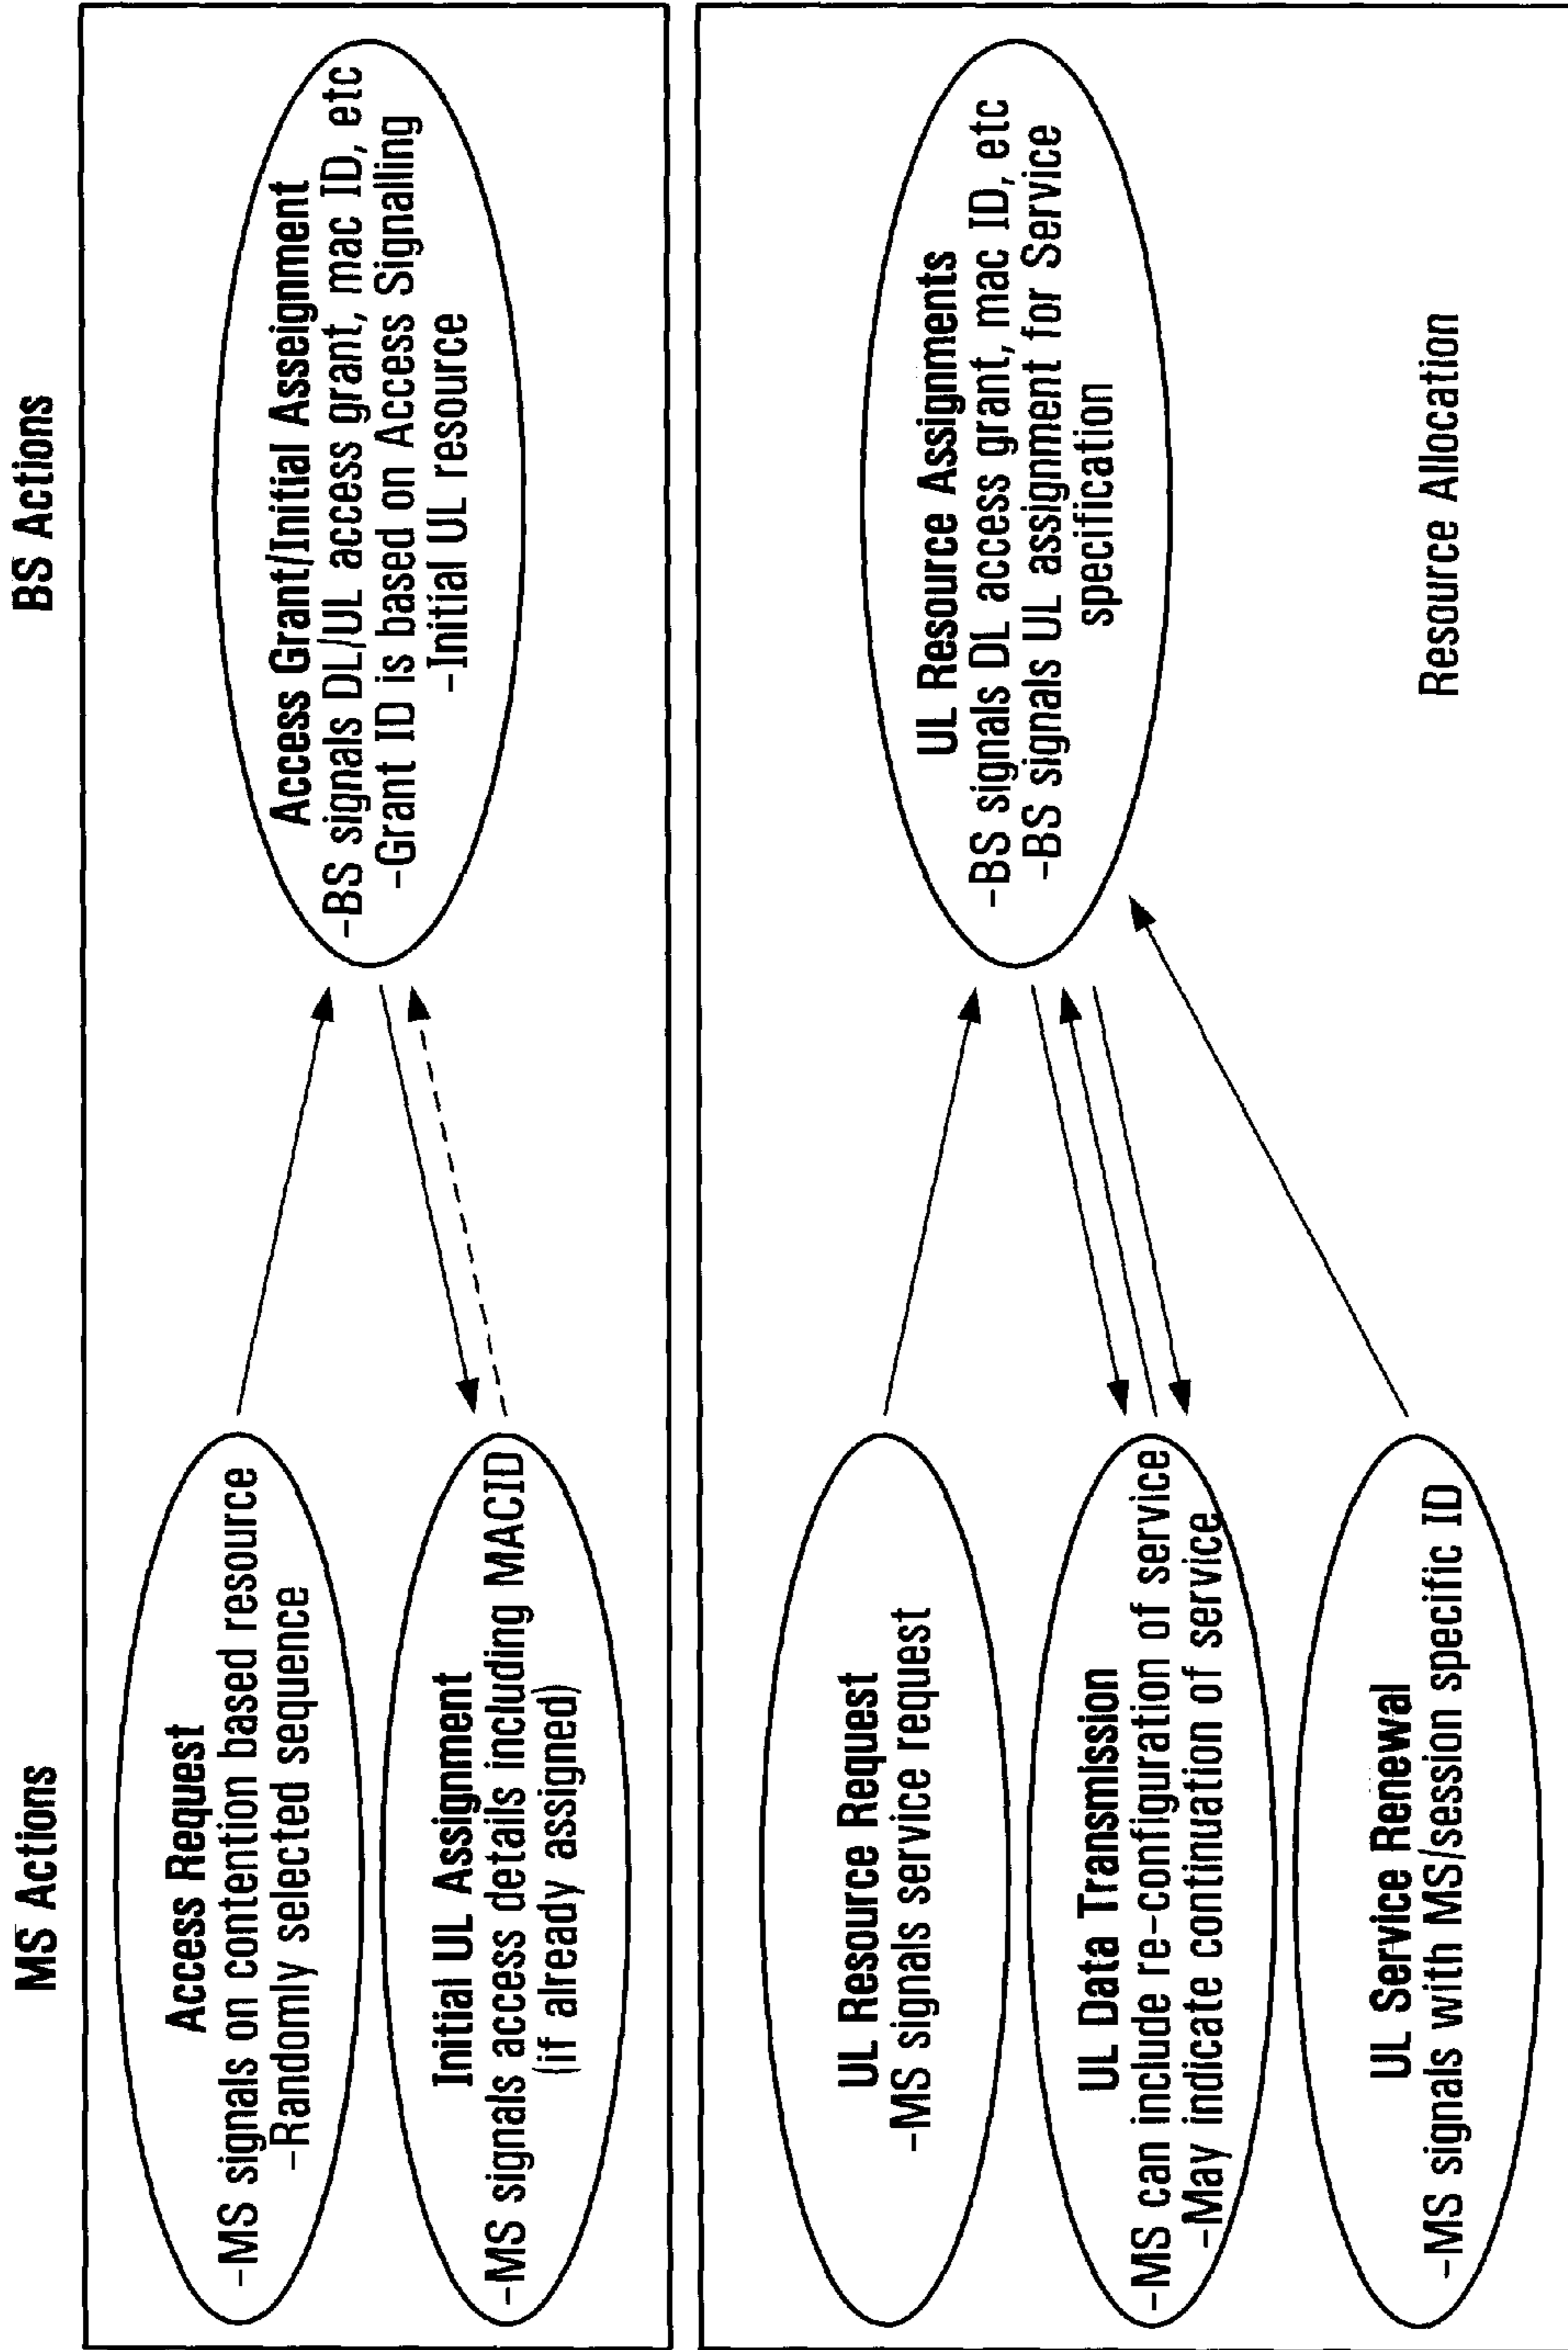 MS Actions
BS Actions
Access Request
-MS signals on contention based resource
-Randomly selected sequence
Initial UL Assignment
-MS signals access details including MACID
(if already assigned)
Access Grant/Initial Asseignment
-BS signals DL/UL access grant, mac ID, etc
-Grant ID is based on Access Signalling
-Initial UL resource
UL Resource Request
-MS signals service request
UL Data Transmission
-MS can include re-configuration of service
-May indicate continuation of service
UL Service Renewal
-MS signals with MS/session specific ID
UL Resource Assignments
-BS signals DL access grant, mac ID, etc
-BS signals UL assignment for Service
specification
Resource Allocation